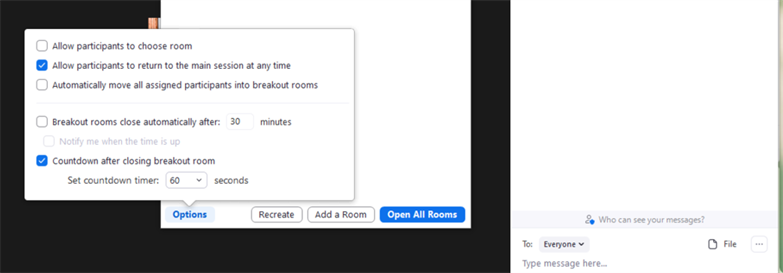 Allow participants to choose room
Allow participants to return to the main session at any time
Automatically move all assigned participants into breakout rooms
Breakout rooms close automatically after: 30 minutes
Notify me when the time is up
Countdown after closing breakout room
Set countdown timer: 60 seconds
Options Recreate Add a Room Open All Rooms
Who can see your messages?
To: Everyone File ...
Type message here...